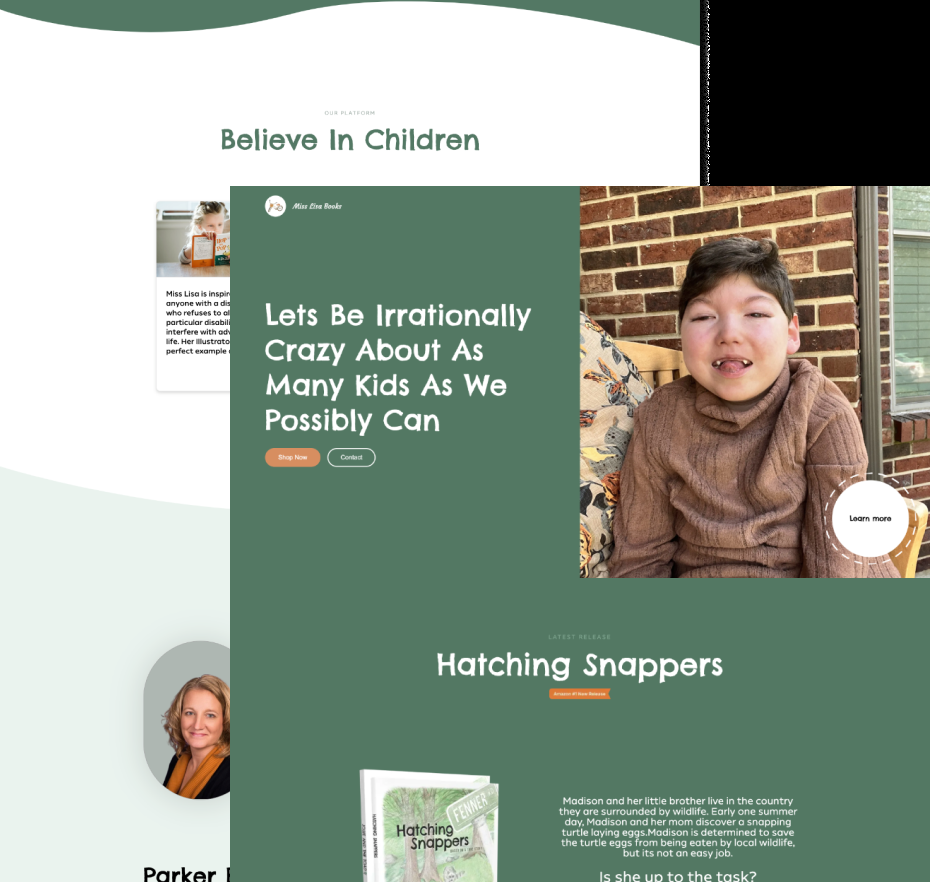 OUR PLATFORM
Believe In Children
Miss Lisa is inspir
anyone with a dis
who refuses to al
particular disabili
interfere with adv
life. Her Illustrato
perfect example
Miss Lisa Books
Lets Be Irrationally
Crazy About As
Many Kids As We
Possibly Can
Shop Now
Contact
Learn more
LATEST RELEASE
Hatching Snappers
Amazon #1 New Release
FENNER
Hatching
Snappers
HATCHING SNAPPERS
Madison and her little brother live in the country
they are surrounded by wildlife. Early one summer
day, Madison and her mom discover a snapping
turtle laying eggs.Madison is determined to save
the turtle eggs from being eaten by local wildlife,
but its not an easy job.
Is she up to the task?
Parker